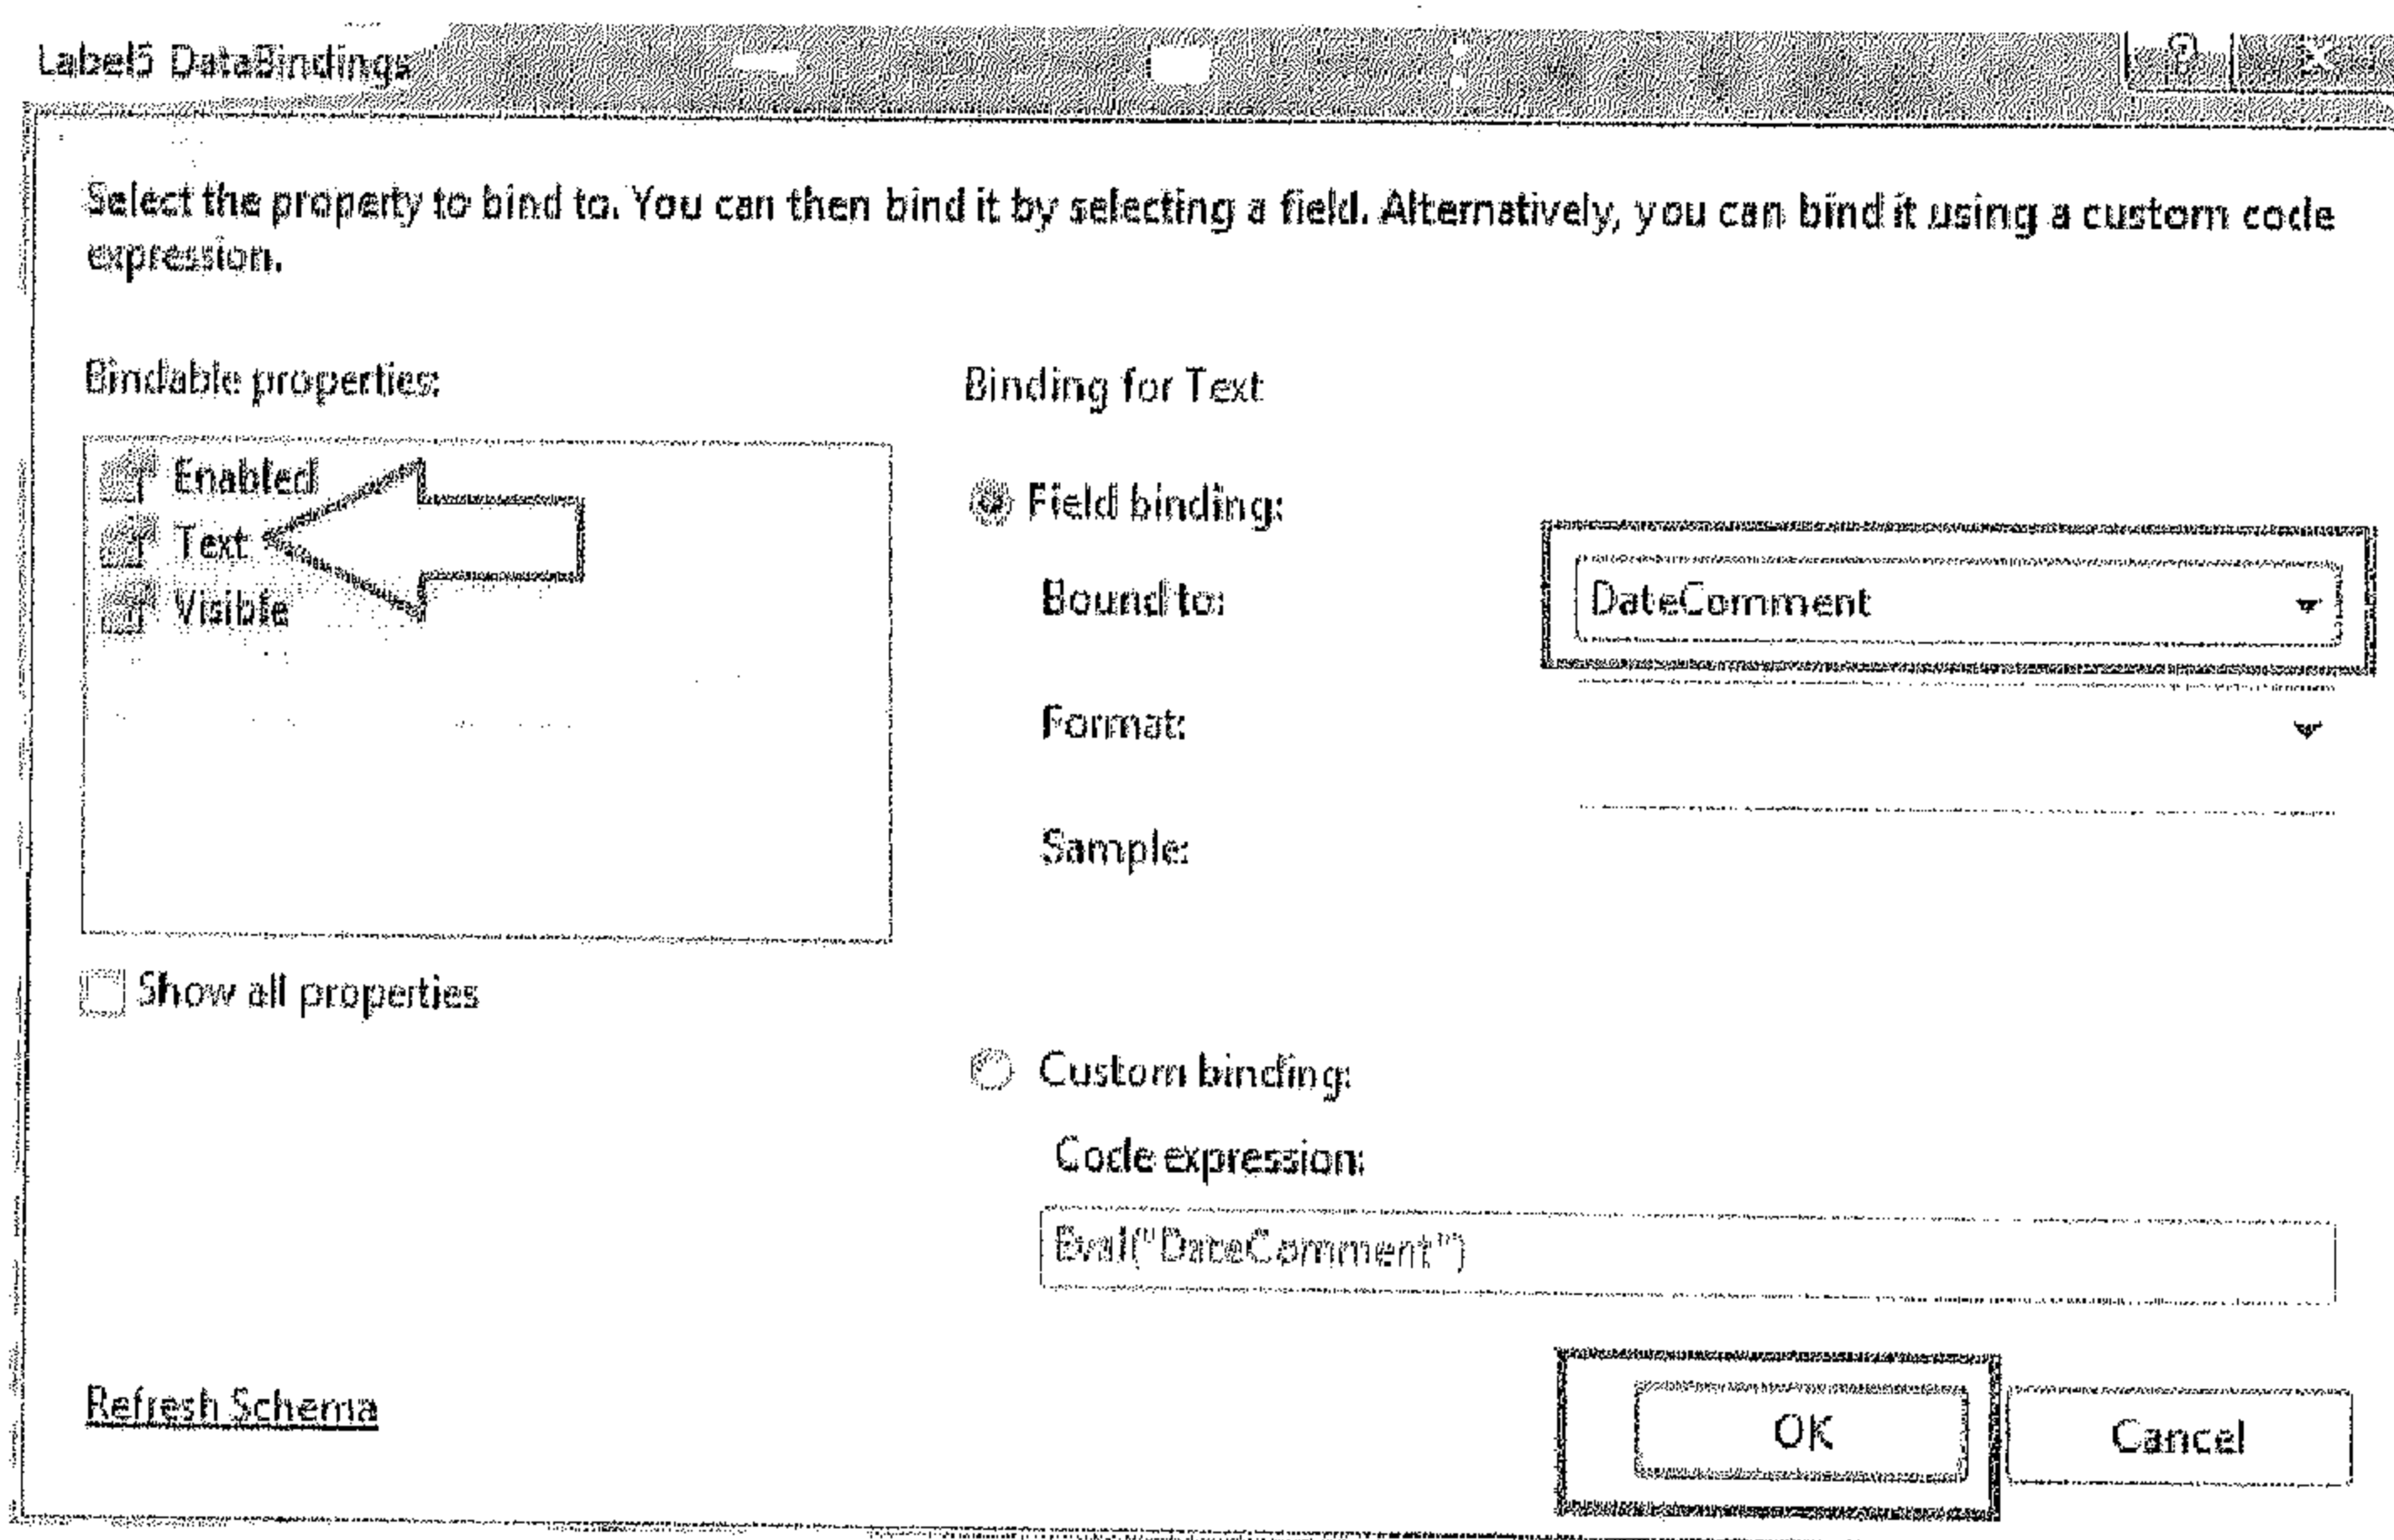 Label5 DataBindings
Select the property to bind to. You can then bind it by selecting a field. Alternatively, you can bind it using a custom code
expression.
Bindable properties:
Enabled
Text
Visible
Show all properties
Binding for Text
Field binding:
Bound to:
DateComment
Format:
Sample:
Custom binding:
Code expression:
Eval("DateComment")
Refresh Schema
OK
Cancel